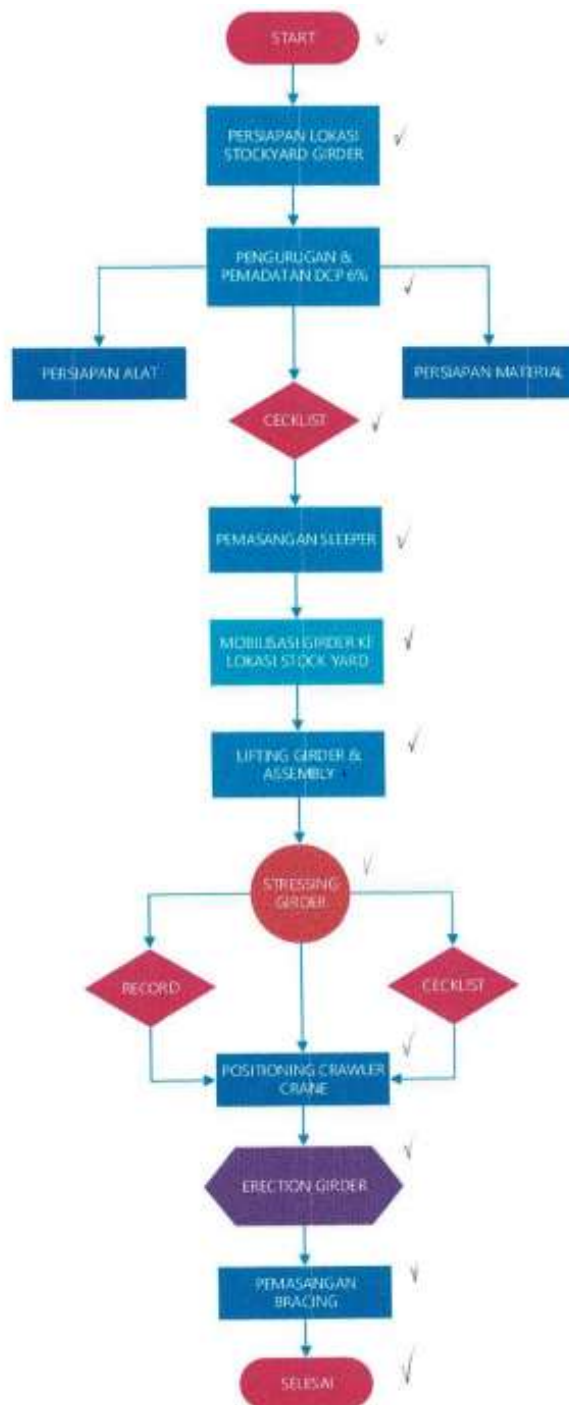 START
PERSIAPAN LOKASI
STOCKYARD GIRDER
PENGURUGAN &
PEMADATAN DCP 6%
PERSIAPAN ALAT
PERSIAPAN MATERIAL
CECKLIST
PEMASANGAN SLEEPER
MOBILISASI GIRDER KE
LOKASI STOCK YARD
LIFTING GIRDER &
ASSEMBLY
STRESSING
GIRDER
RECORD
CECKLIST
POSITIONING CRAWLER
CRANE
ERECTION GIRDER
PEMASANGAN
BRACING
SELESAI